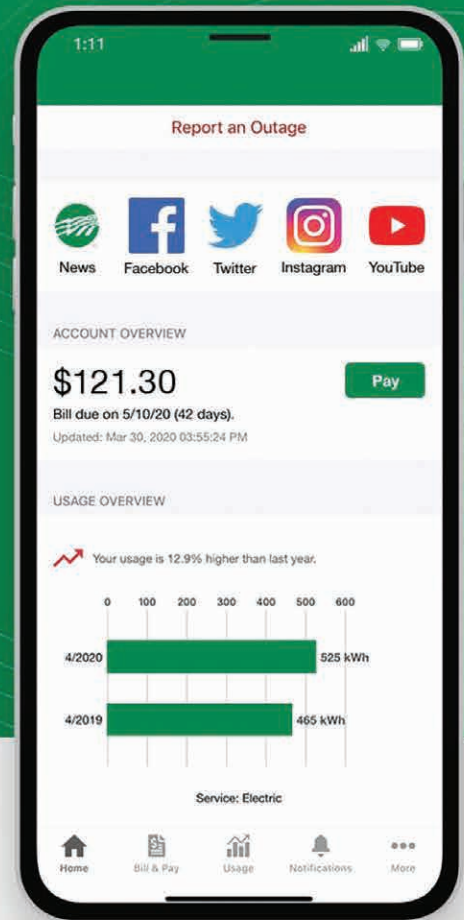 1:11
Report an Outage
News Facebook Twitter Instagram YouTube
ACCOUNT OVERVIEW
$121.30 Pay
Bill due on 5/10/20 (42 days).
Updated: Mar 30, 2020 03:55:24 PM
USAGE OVERVIEW
Your usage is 12.9% higher than last year.
0 100 200 300 400 500 600
4/2020 525 kWh
4/2019 465 kWh
Service: Electric
Home Bill & Pay Usage Notifications More